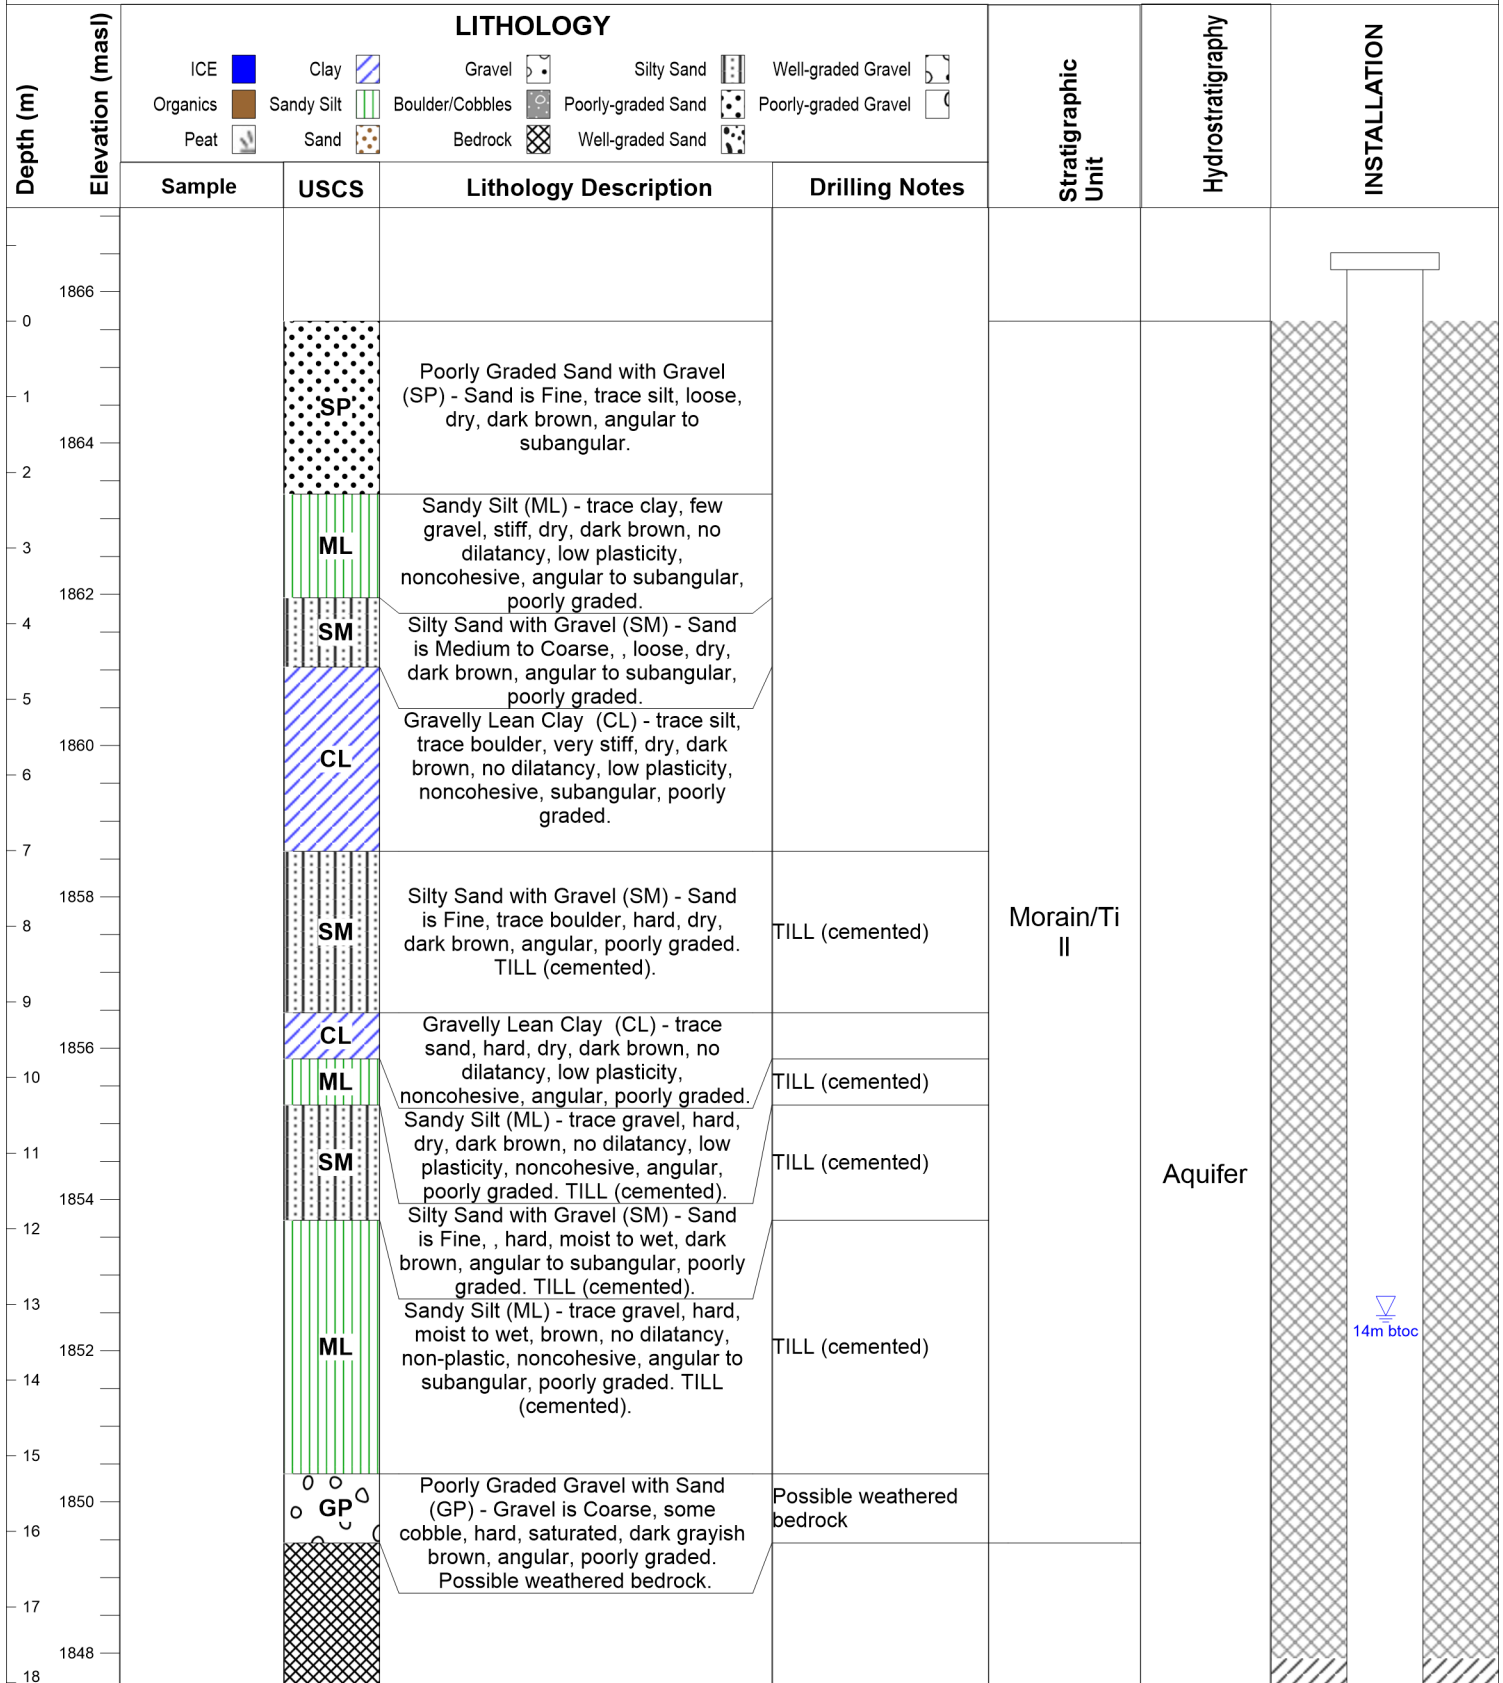 LITHOLOGY
Depth (m)
Elevation (masl)
ICE
Clay
Gravel
Silty Sand
Well-graded Gravel
Organics
Sandy Silt
Boulder/Cobbles
Poorly-graded Sand
Poorly-graded Gravel
Peat
Sand
Bedrock
Well-graded Sand
Sample
USCS
Lithology Description
Drilling Notes
Stratigraphic
Unit
Hydrostratigraphy
INSTALLATION
1866
0
1
1864
2
3
1862
4
5
1860
6
7
1858
8
9
1856
10
11
1854
12
13
1852
14
15
1850
16
17
1848
18
SP
ML
SM
CL
SM
CL
ML
SM
ML
GP
Poorly Graded Sand with Gravel
(SP) - Sand is Fine, trace silt, loose,
dry, dark brown, angular to
subangular.
Sandy Silt (ML) - trace clay, few
gravel, stiff, dry, dark brown, no
dilatancy, low plasticity,
noncohesive, angular to subangular,
poorly graded.
Silty Sand with Gravel (SM) - Sand
is Medium to Coarse, , loose, dry,
dark brown, angular to subangular,
poorly graded.
Gravelly Lean Clay  (CL) - trace silt,
trace boulder, very stiff, dry, dark
brown, no dilatancy, low plasticity,
noncohesive, subangular, poorly
graded.
Silty Sand with Gravel (SM) - Sand
is Fine, trace boulder, hard, dry,
dark brown, angular, poorly graded.
TILL (cemented).
Gravelly Lean Clay  (CL) - trace
sand, hard, dry, dark brown, no
dilatancy, low plasticity,
noncohesive, angular, poorly graded.
Sandy Silt (ML) - trace gravel, hard,
dry, dark brown, no dilatancy, low
plasticity, noncohesive, angular,
poorly graded. TILL (cemented).
Silty Sand with Gravel (SM) - Sand
is Fine, , hard, moist to wet, dark
brown, angular to subangular, poorly
graded. TILL (cemented).
Sandy Silt (ML) - trace gravel, hard,
moist to wet, brown, no dilatancy,
non-plastic, noncohesive, angular to
subangular, poorly graded. TILL
(cemented).
Poorly Graded Gravel with Sand
(GP) - Gravel is Coarse, some
cobble, hard, saturated, dark grayish
brown, angular, poorly graded.
Possible weathered bedrock.
TILL (cemented)
TILL (cemented)
TILL (cemented)
TILL (cemented)
Possible weathered
bedrock
Morain/Ti
ll
Aquifer
14m btoc